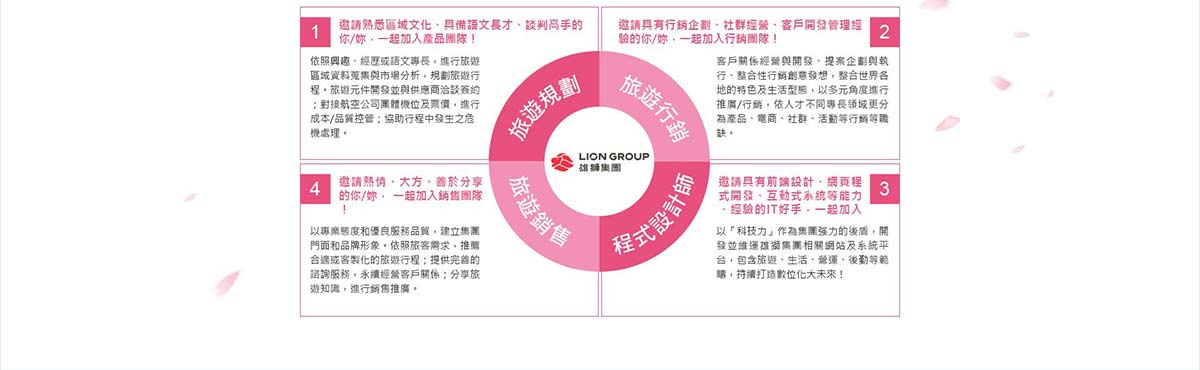 1
邀請熟悉區域文化、具備語文長才、談判高手的
你/妳，一起加入產品團隊！
依照興趣、經歷或語文專長，進行旅遊
區域資料蒐集與市場分析，規劃旅遊行
程。旅遊元件開發並與供應商洽談簽約
；對接航空公司團體機位及票價，進行
成本/品質控管；協助行程中發生之危
機處理。
邀請具有行銷企劃、社群經營、客戶開發管理經
驗的你/妳，一起加入行銷團隊！
2
客戶關係經營與開發、提案企劃與執
行、整合性行銷創意發想，整合世界各
地的特色及生活型態，以多元角度進行
推廣/行銷，依人才不同專長領域更分
為產品、電商、社群、活動等行銷等職
缺。
旅遊規劃
旅遊行銷
LION GROUP
雄獅集團
旅遊銷售
程式設計師
4
邀請熱情、大方、善於分享
的你/妳， 一起加入銷售團隊
！
以專業態度和優良服務品質，建立集團
門面和品牌形象。依照旅客需求，推薦
合適或客製化的旅遊行程；提供完善的
諮詢服務，永續經營客戶關係；分享旅
遊知識，進行銷售推廣。
邀請具有前端設計、網頁程
式開發、互動式系統等能力
、經驗的IT好手，一起加入
3
以「科技力」作為集團強力的後盾，開
發並維運雄獅集團相關網站及系統平
台，包含旅遊、生活、營運、後勤等範
疇，持續打造數位化大未來！